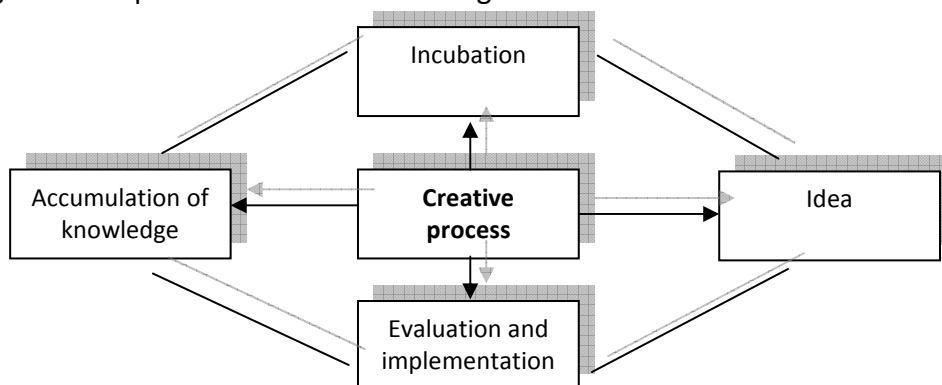 Incubation
Accumulation of
knowledge
Creative
process
Idea
Evaluation and
implementation